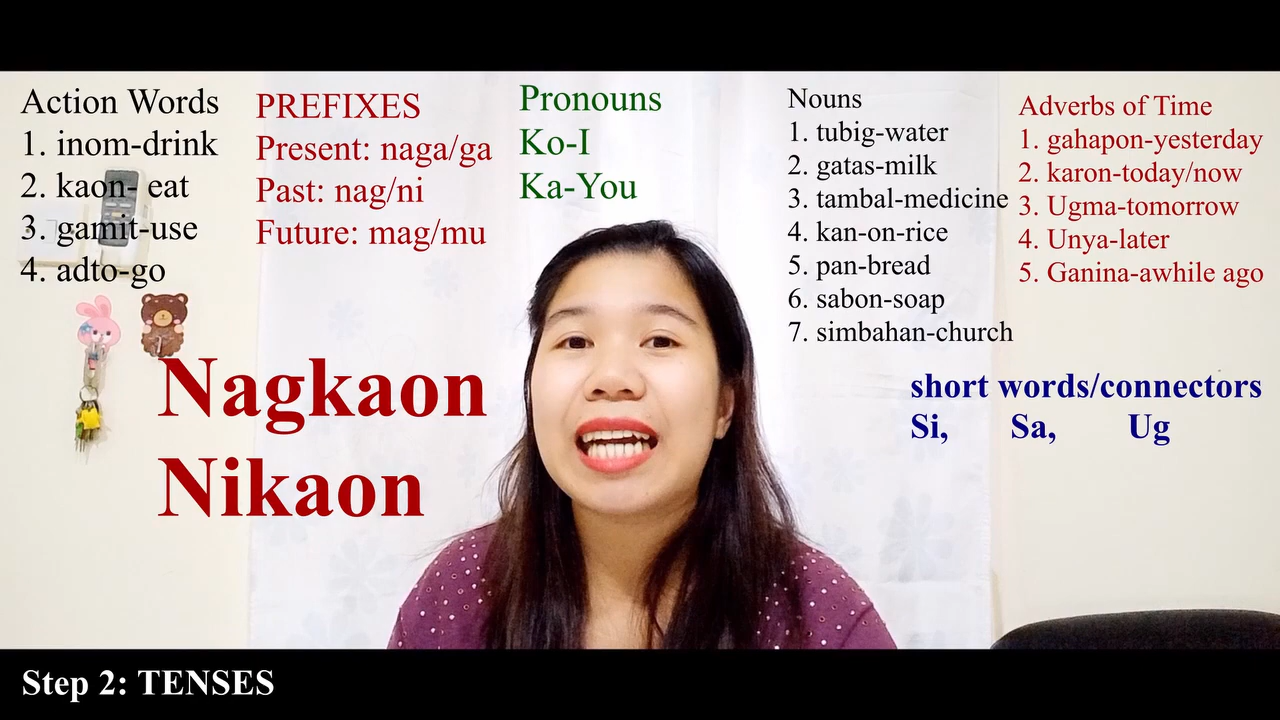 Action Words
1. inom-drink
2. kaon- eat
3. gamit-use
4. adto-go
PREFIXES
Present: naga/ga
Past: nag/ni
Future: mag/mu
Pronouns
Ko-I
Ka-You
Nouns
1. tubig-water
2. gatas-milk
3. tambal-medicine
4. kan-on-rice
5. pan-bread
6. sabon-soap
7. simbahan-church
Adverbs of Time
1. gahapon-yesterday
2. karon-today/now
3. Ugma-tomorrow
4. Unya-later
5. Ganina-awhile ago
short words/connectors
Si, Sa, Ug
Nagkaon
Nikaon
Step 2: TENSES